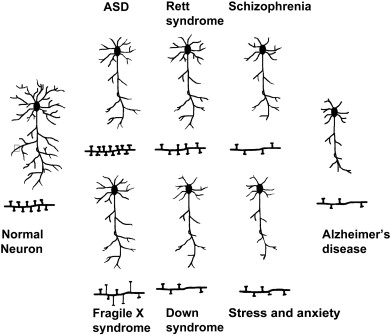 ASD
Rett
syndrome
Schizophrenia
Normal
Neuron
Alzheimer's
disease
Fragile X
syndrome
Down
syndrome
Stress and anxiety